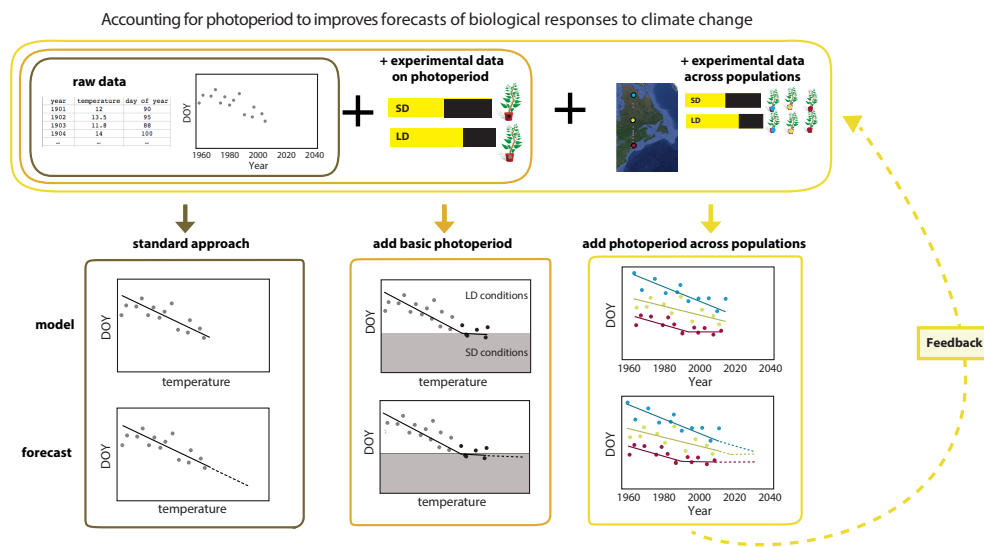 Accounting for photoperiod to improves forecasts of biological responses to climate change
raw data
year temperature day of year
1901 12 90
1902 13.5 95
1903 11.8 88
1904 14 100
... ... ...
DOY
1960 1980 2000 2020 2040
Year
+
+ experimental data
on photoperiod
SD
LD
+
+ experimental data
across populations
SD
LD
standard approach
add basic photoperiod
add photoperiod across populations
model
DOY
temperature
DOY
LD conditions
SD conditions
temperature
DOY
1960 1980 2000 2020 2040
Year
Feedback
forecast
DOY
temperature
DOY
temperature
DOY
1960 1980 2000 2020 2040
Year